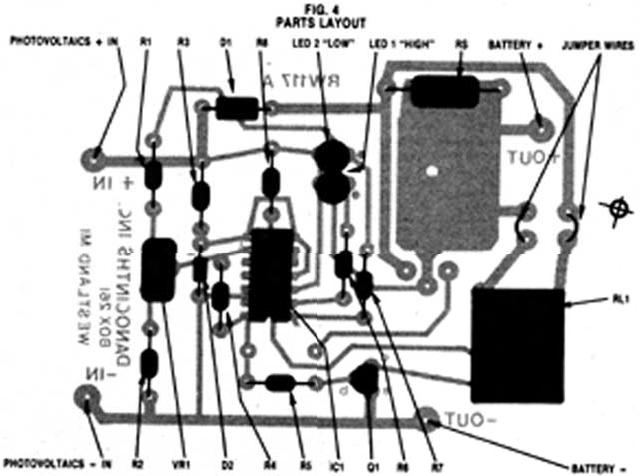 FIG. 4
PARTS LAYOUT
PHOTOVOLTAICS + IN R1 R3 D1 R8 LED 2 "LOW" LED 1 "HIGH" RS BATTERY + JUMPER WIRES
RW117 A
+OUT
+ IN
DANOCINTHS INC.
BOX 261
WESTLAND MI
RL1
-IN
-OUT
PHOTOVOLTAICS - IN R2 VR1 D2 R4 R5 IC1 Q1 R6 R7 BATTERY -